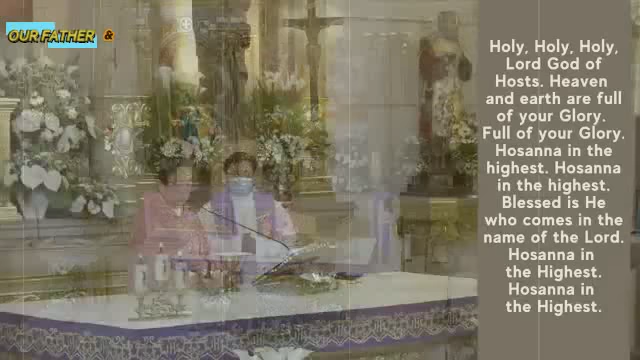 OUR FATHER &
Holy, Holy, Holy,
Lord God of
Hosts. Heaven
and earth are full
of your Glory.
Full of your Glory.
Hosanna in the
highest. Hosanna
in the highest.
Blessed is He
who comes in the
name of the Lord.
Hosanna in
the Highest.
Hosanna in
the Highest.